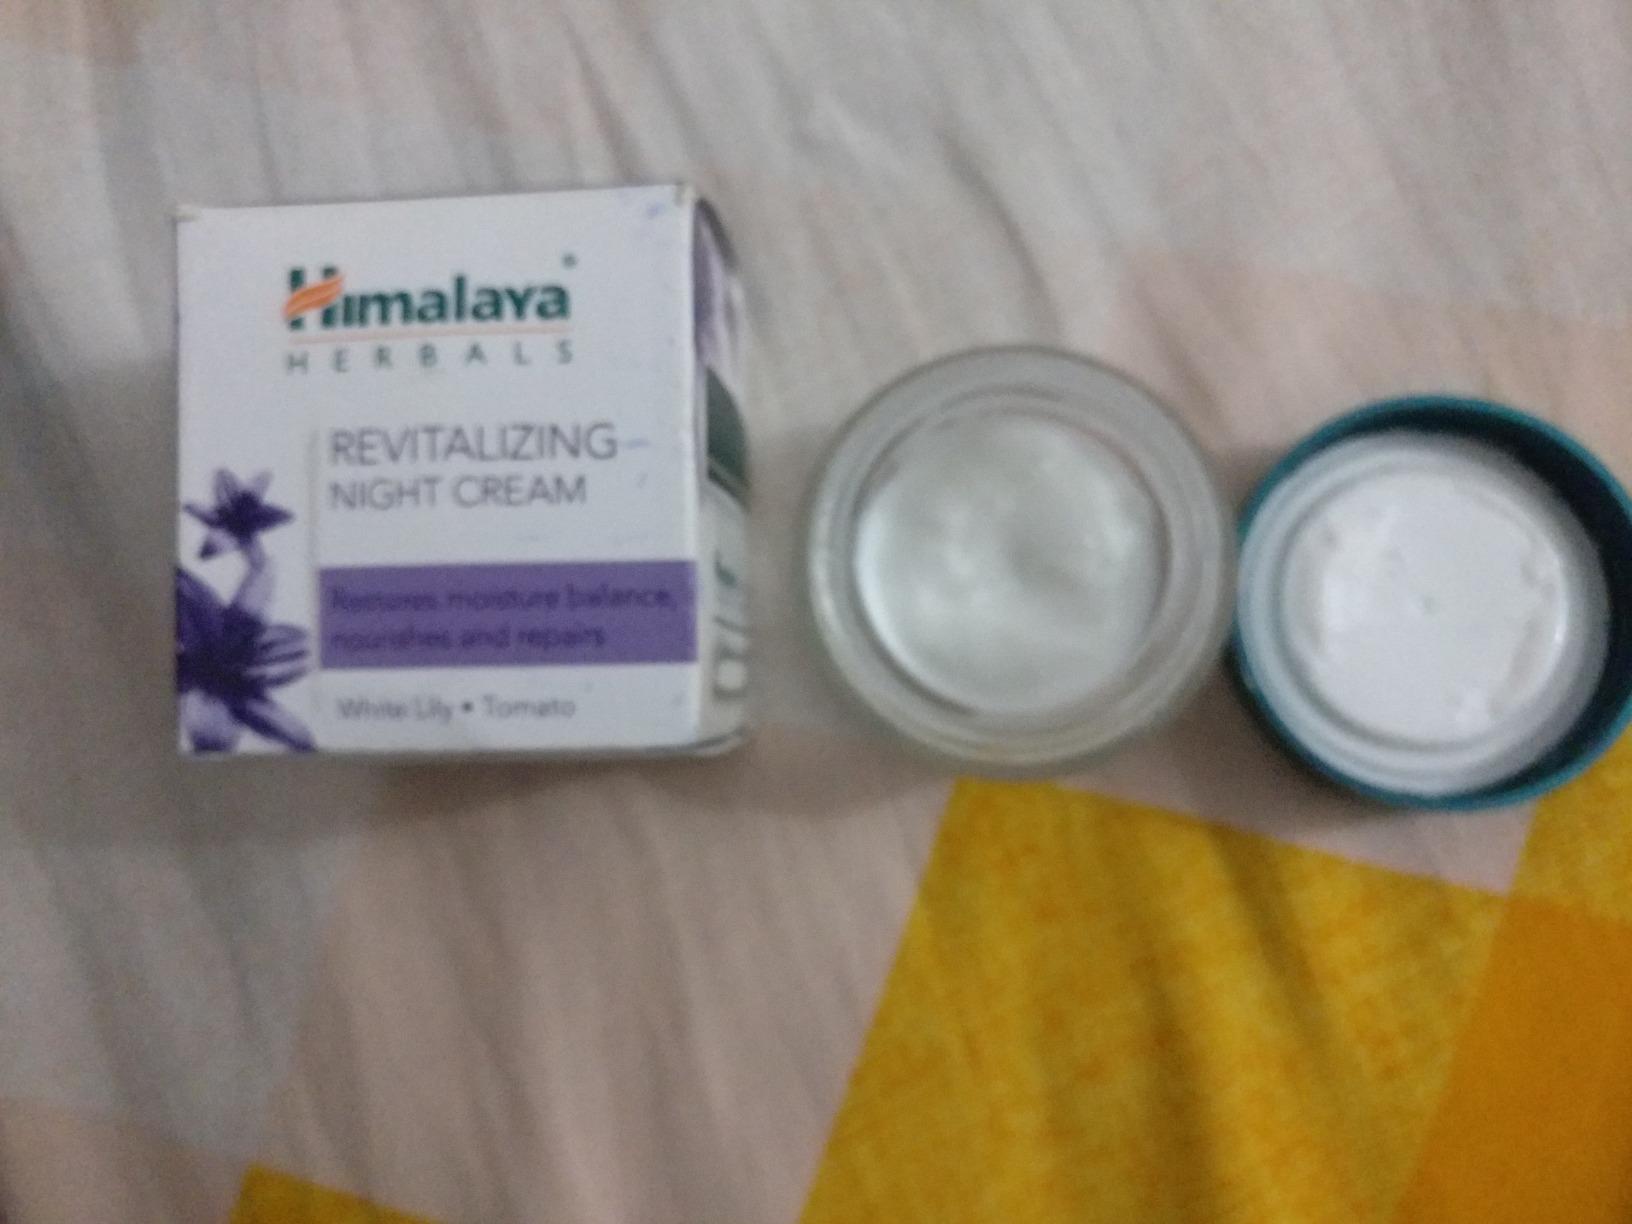 Himalaya
HERBALS
REVITALIZING
NIGHT CREAM
Restores moisture balance,
nourishes and repairs
White Lily • Tomato